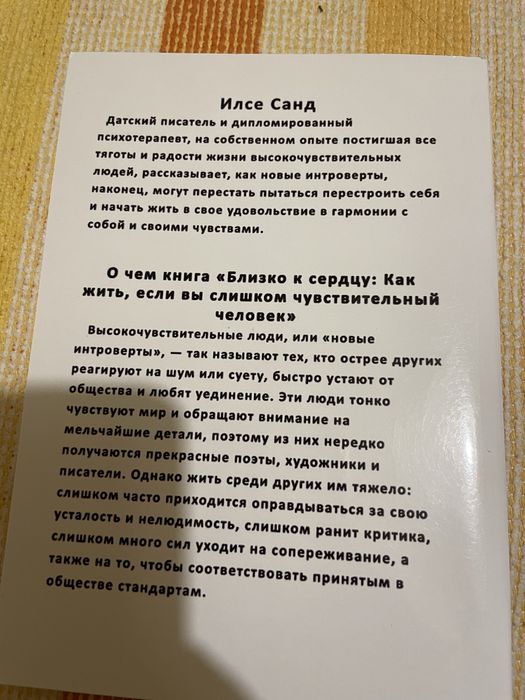 Илсе Санд
Датский писатель и дипломированный
психотерапевт, на собственном опыте постигшая все
тяготы и радости жизни высокочувствительных
людей, рассказывает, как новые интроверты,
наконец, могут перестать пытаться перестроить себя
и начать жить в свое удовольствие в гармонии с
собой и своими чувствами.
О чем книга «Близко к сердцу: Как
жить, если вы слишком чувствительный
человек»
Высокочувствительные люди, или «новые
интроверты», — так называют тех, кто острее других
реагируют на шум или суету, быстро устают от
общества и любят уединение. Эти люди тонко
чувствуют мир и обращают внимание на
мельчайшие детали, поэтому из них нередко
получаются прекрасные поэты, художники и
писатели. Однако жить среди других им тяжело:
слишком часто приходится оправдываться за свою
усталость и нелюдимость, слишком ранит критика,
слишком много сил уходит на сопереживание, а
также на то, чтобы соответствовать принятым в
обществе стандартам.